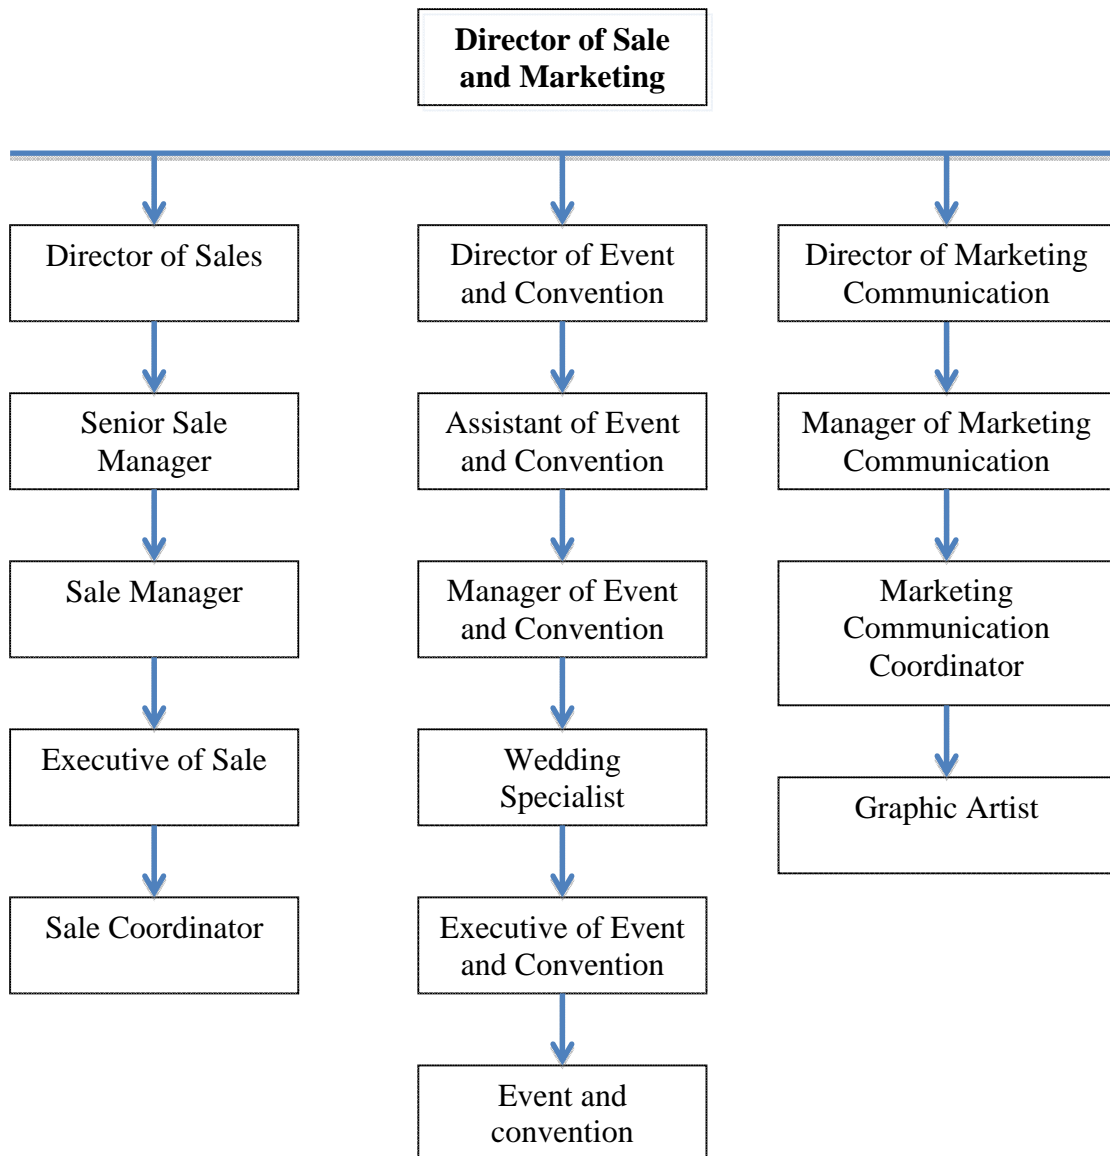 Director of Sale
and Marketing
Director of Sales
Director of Event
and Convention
Director of Marketing
Communication
Senior Sale
Manager
Assistant of Event
and Convention
Manager of Marketing
Communication
Sale Manager
Manager of Event
and Convention
Marketing
Communication
Coordinator
Executive of Sale
Wedding
Specialist
Graphic Artist
Sale Coordinator
Executive of Event
and Convention
Event and
convention